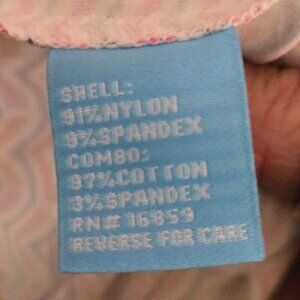 SHELL:
91%NYLON
9%SPANDEX
COMBO:
97%COTTON
3%SPANDEX
RN# 16859
REVERSE FOR CARE